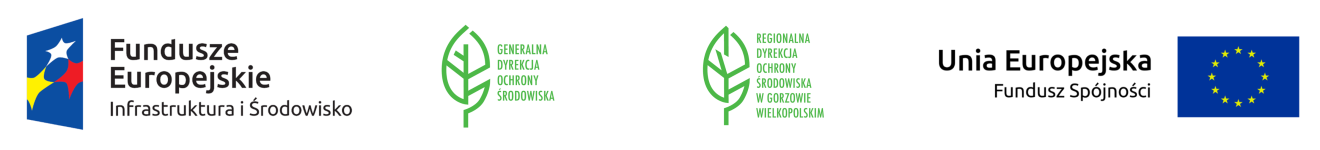 Fundusze
Europejskie
Infrastruktura i Środowisko
GENERALNA
DYREKCJA
OCHRONY
ŚRODOWISKA
REGIONALNA
DYREKCJA
OCHRONY
ŚRODOWISKA
W GORZOWIE
WIELKOPOLSKIM
Unia Europejska
Fundusz Spójności